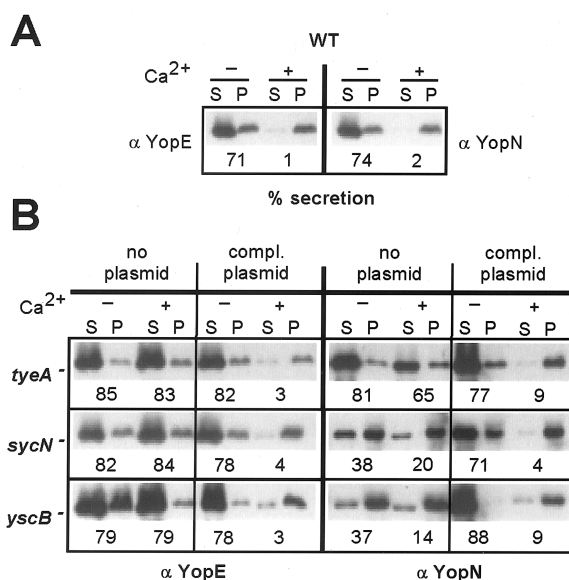 A
WT
Ca2+ − + − +
S P S P S P S P
α YopE 71 1 74 2 α YopN
% secretion
B
no plasmid compl. plasmid no plasmid compl. plasmid
Ca2+ − + − + − + − +
S P S P S P S P S P S P S P S P
tyeA - 85 83 82 3 81 65 77 9
sycN - 82 84 78 4 38 20 71 4
yscB - 79 79 78 3 37 14 88 9
α YopE α YopN